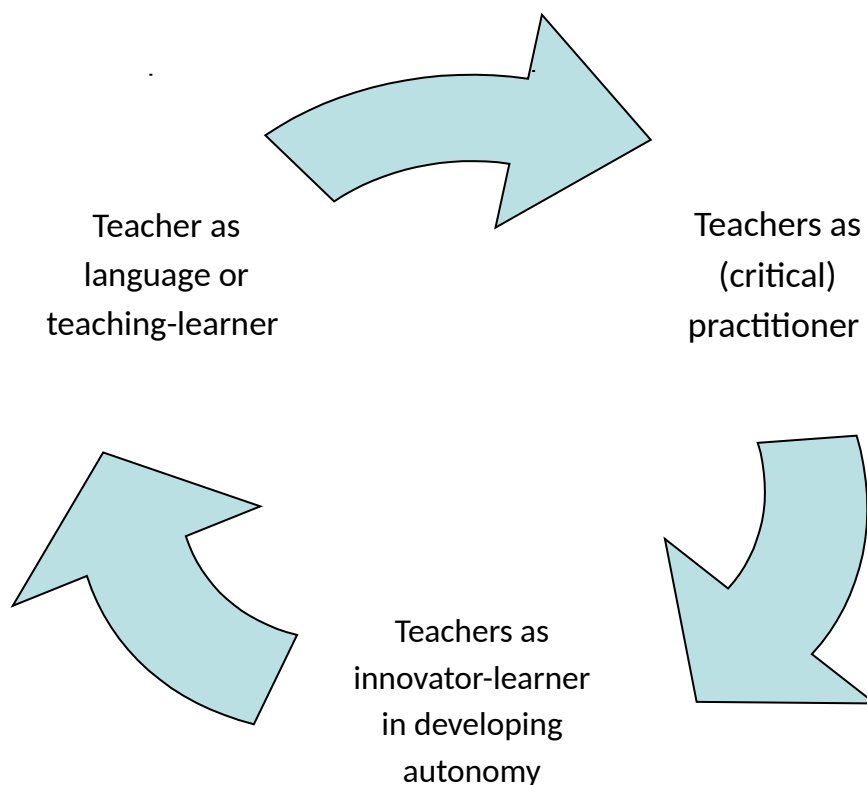 Teacher as
language or
teaching-learner
Teachers as
(critical)
practitioner
Teachers as
innovator-learner
in developing
autonomy